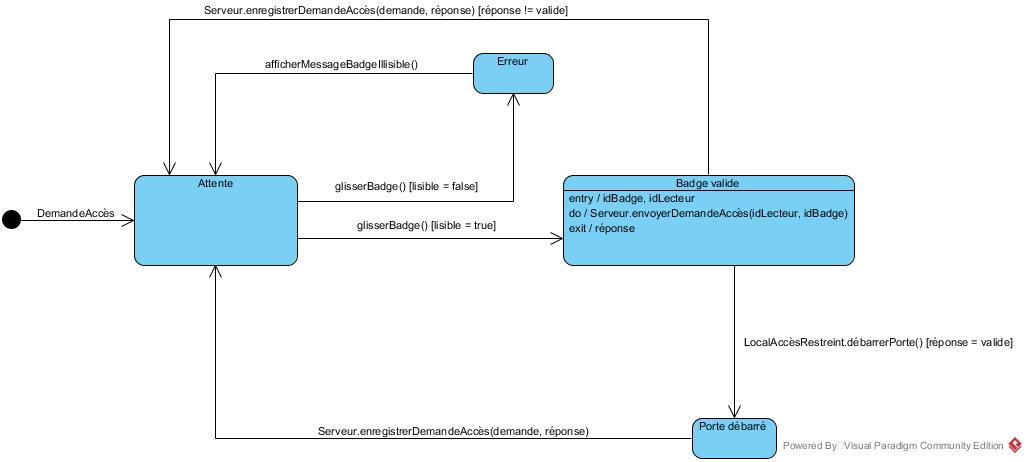 Serveur.enregistrerDemandeAccès(demande, réponse) [réponse != valide]
afficherMessageBadgeIllisible()
Erreur
Attente
glisserBadge() [lisible = false]
Badge valide
entry / idBadge, idLecteur
do / Serveur.envoyerDemandeAccès(idLecteur, idBadge)
exit / réponse
DemandeAccès
glisserBadge() [lisible = true]
LocalAccèsRestreint.débarrerPorte() [réponse = valide]
Serveur.enregistrerDemandeAccès(demande, réponse)
Porte débarré
Powered By Visual Paradigm Community Edition